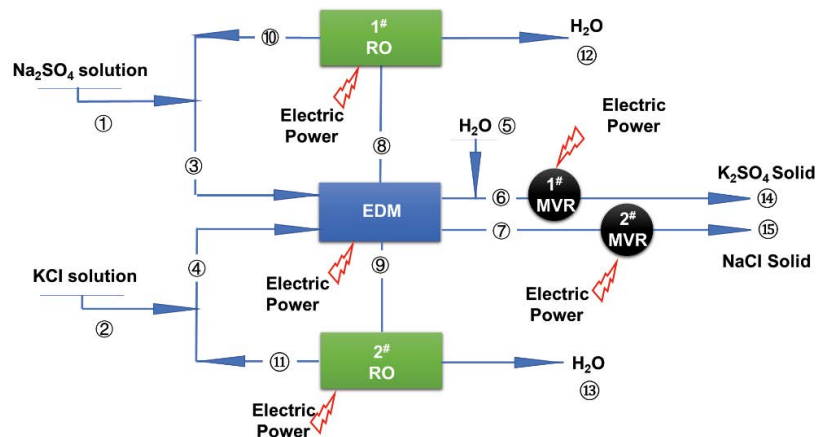 1#
RO
⑩
H₂O
⑫
Na₂SO₄ solution
①
Electric
Power
⑧
H₂O ⑤
Electric
Power
③
EDM
⑥
1#
MVR
K₂SO₄ Solid
⑭
⑦
2#
MVR
⑮
NaCl Solid
④
KCl solution
②
Electric
Power
⑨
Electric
Power
2#
RO
⑪
H₂O
⑬
Electric
Power